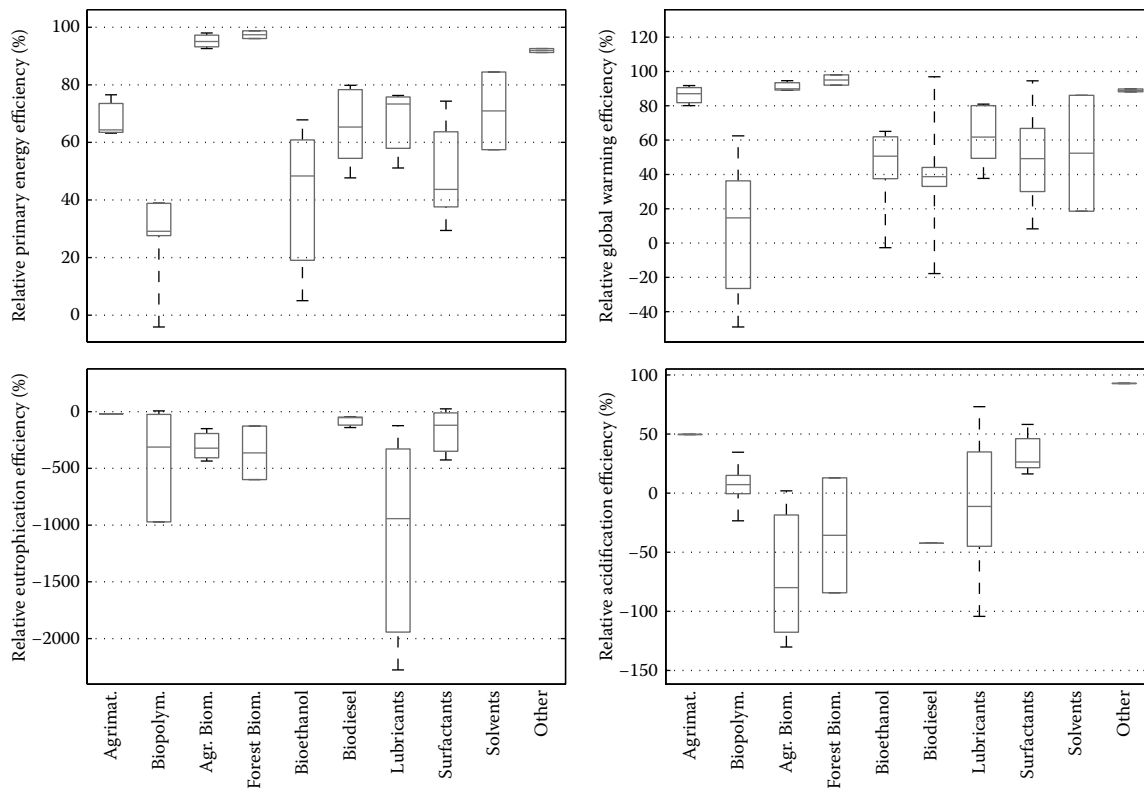 Relative primary energy efficiency (%)
100
80
60
40
20
0
Relative global warming efficiency (%)
120
100
80
60
40
20
0
−20
−40
Relative eutrophication efficiency (%)
0
−500
−1000
−1500
−2000
Agrimat.
Biopolym.
Agr. Biom.
Forest Biom.
Bioethanol
Biodiesel
Lubricants
Surfactants
Solvents
Other
Relative acidification efficiency (%)
100
50
0
−50
−100
−150
Agrimat.
Biopolym.
Agr. Biom.
Forest Biom.
Bioethanol
Biodiesel
Lubricants
Surfactants
Solvents
Other